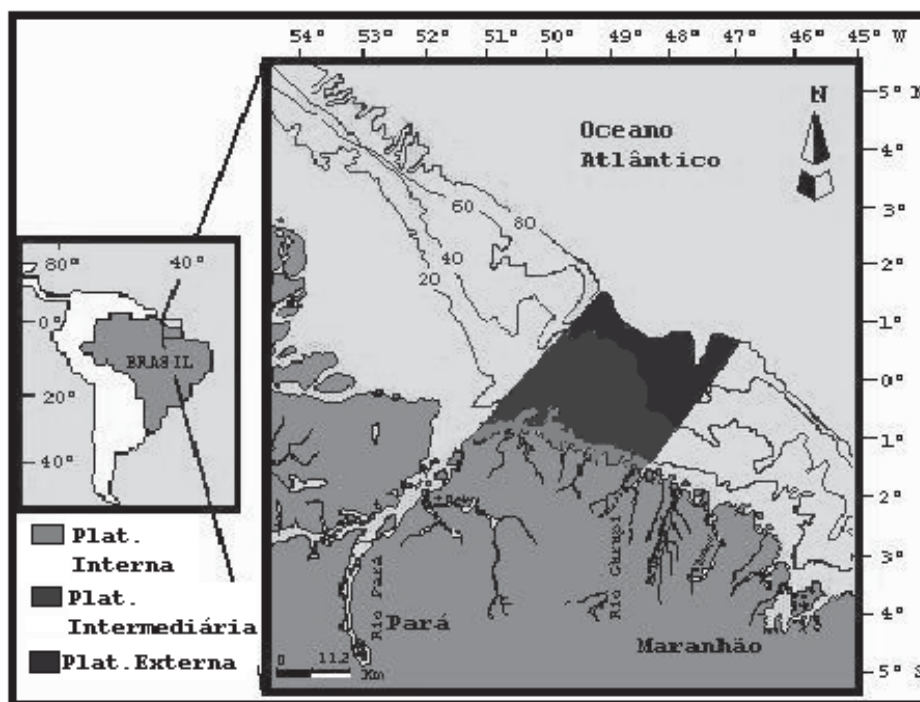 54° 53° 52° 51° 50° 49° 48° 47° 46° 45° W
5° N
4°
3°
2°
1°
0°
1°
2°
3°
4°
5° S
N
Oceano
Atlântico
80
60
40
20
80° 40°
0°
20°
40°
BRASIL
Plat.
Interna
Plat.
Intermediária
Plat.Externa
Rio Pará
Rio Gurupi
Pará
Maranhão
0 11.2
Km